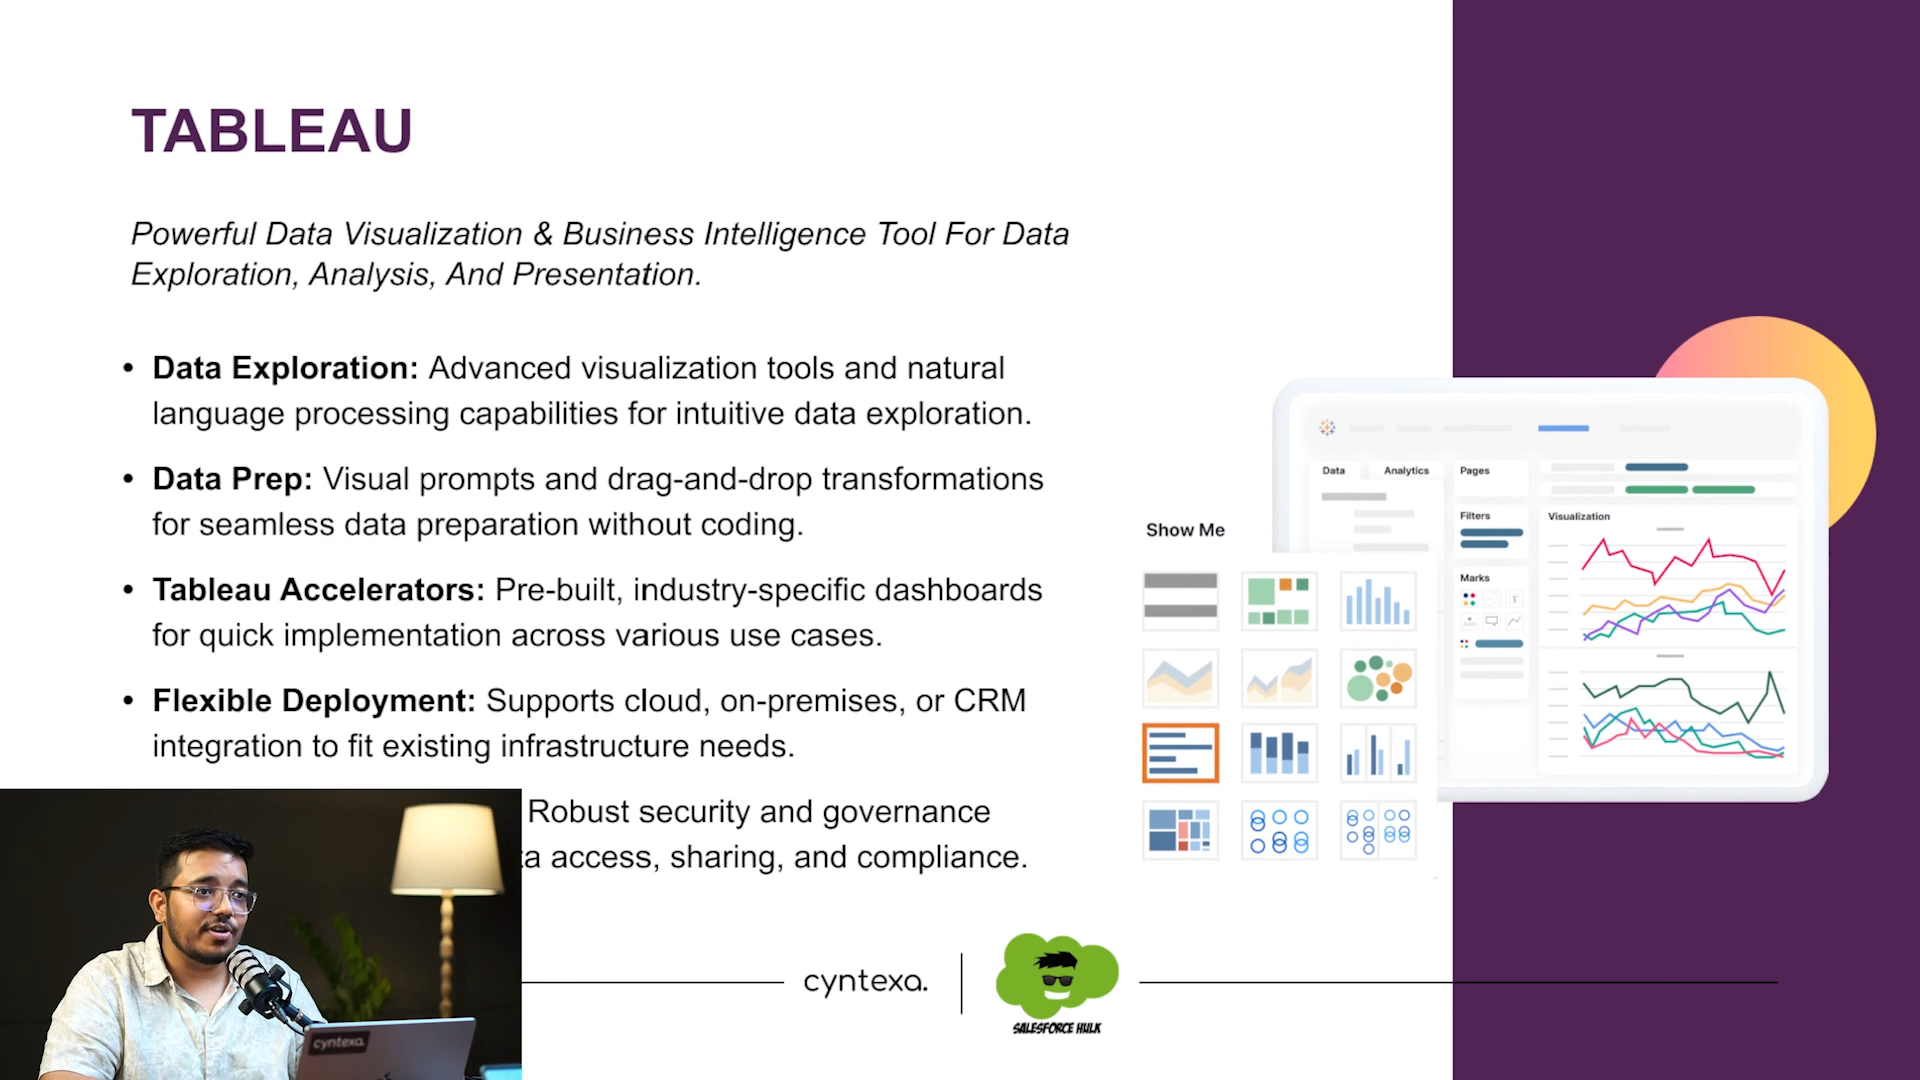 TABLEAU
Powerful Data Visualization & Business Intelligence Tool For Data
Exploration, Analysis, And Presentation.
• Data Exploration: Advanced visualization tools and natural
language processing capabilities for intuitive data exploration.
• Data Prep: Visual prompts and drag-and-drop transformations
for seamless data preparation without coding.
• Tableau Accelerators: Pre-built, industry-specific dashboards
for quick implementation across various use cases.
• Flexible Deployment: Supports cloud, on-premises, or CRM
integration to fit existing infrastructure needs.
Robust security and governance
ta access, sharing, and compliance.
Show Me
Data
Analytics
Pages
Filters
Marks
T
Visualization
cyntexa.
SALESFORCE HULK
cyntexa.